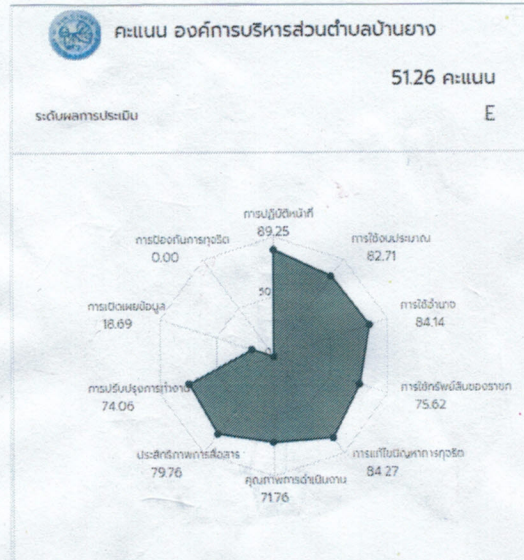 คะแนน องค์การบริหารส่วนตำบลบ้านยาง
51.26 คะแนน
ระดับผลการประเมิน
E
การปฏิบัติหน้าที่
89.25
การใช้งบประมาณ
82.71
การใช้อำนาจ
84.14
การใช้ทรัพย์สินของราชก
75.62
การแก้ไขปัญหาการทุจริต
84.27
คุณภาพการดำเนินงาน
71.76
ประสิทธิภาพการสื่อสาร
79.76
การปรับปรุงการทำงาน
74.06
การเปิดเผยข้อมูล
18.69
การป้องกันการทุจริต
0.00
50